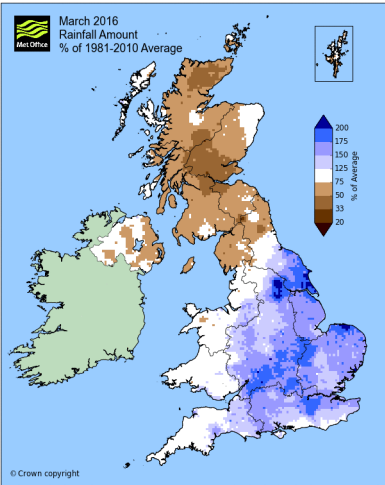 March 2016
Rainfall Amount
% of 1981-2010 Average
Met Office
200
175
150
125
75
50
33
20
% of Average
© Crown copyright